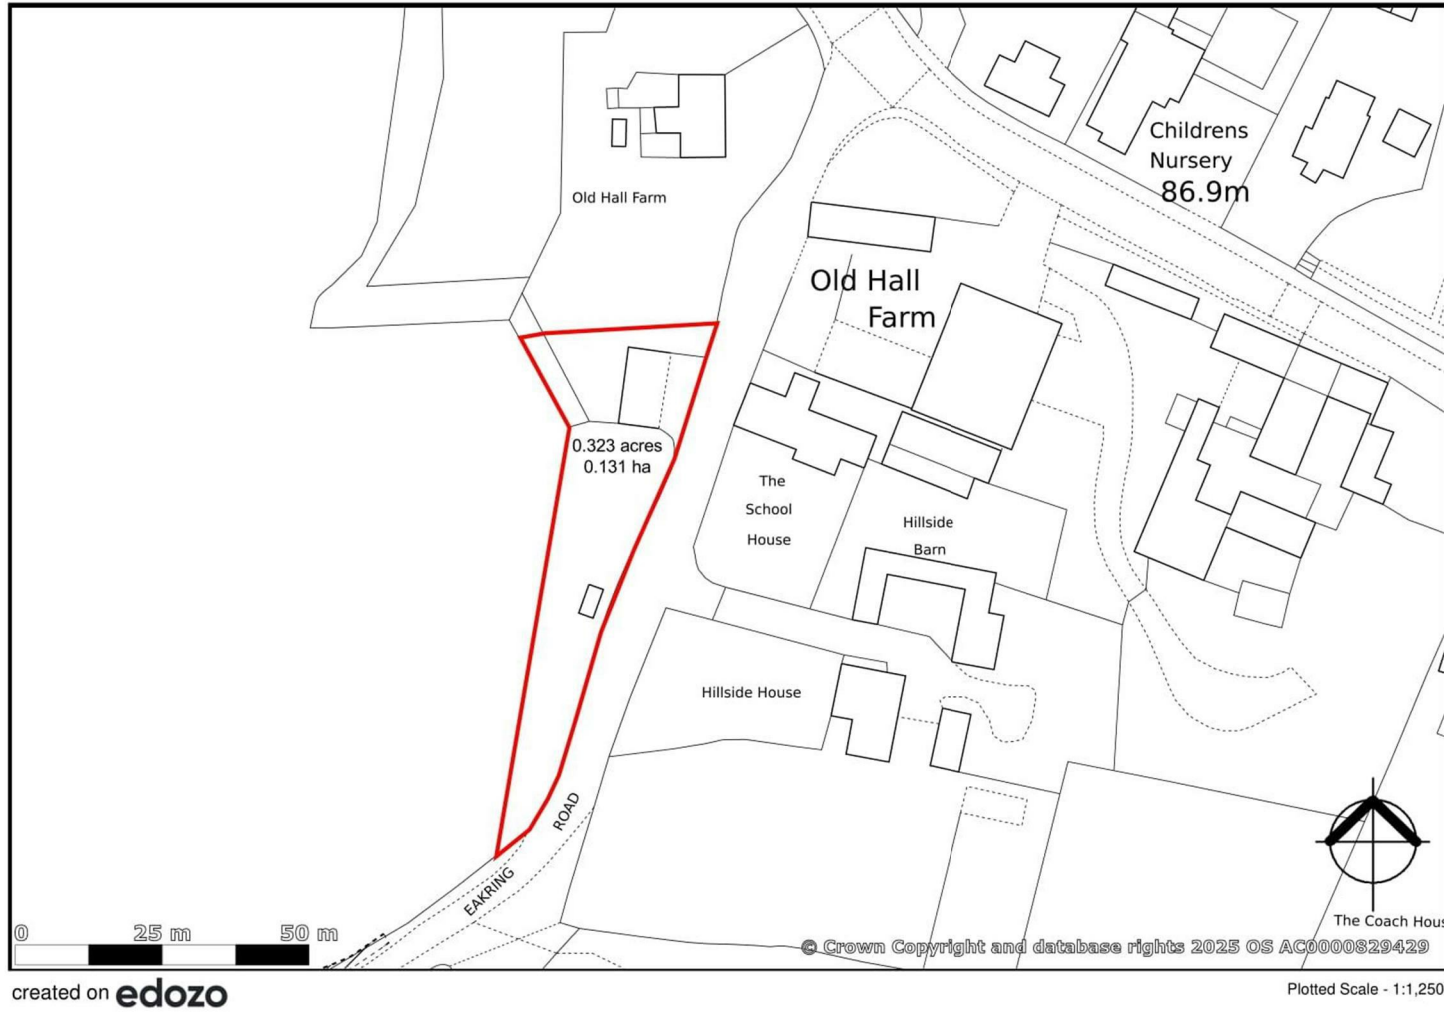 Childrens
Nursery
86.9m
Old Hall Farm
Old Hall
Farm
0.323 acres
0.131 ha
The
School
House
Hillside
Barn
Hillside House
EAKRING ROAD
The Coach Hous
0 25 m 50 m
© Crown Copyright and database rights 2025 OS AC0000829429
created on edozo
Plotted Scale - 1:1,250